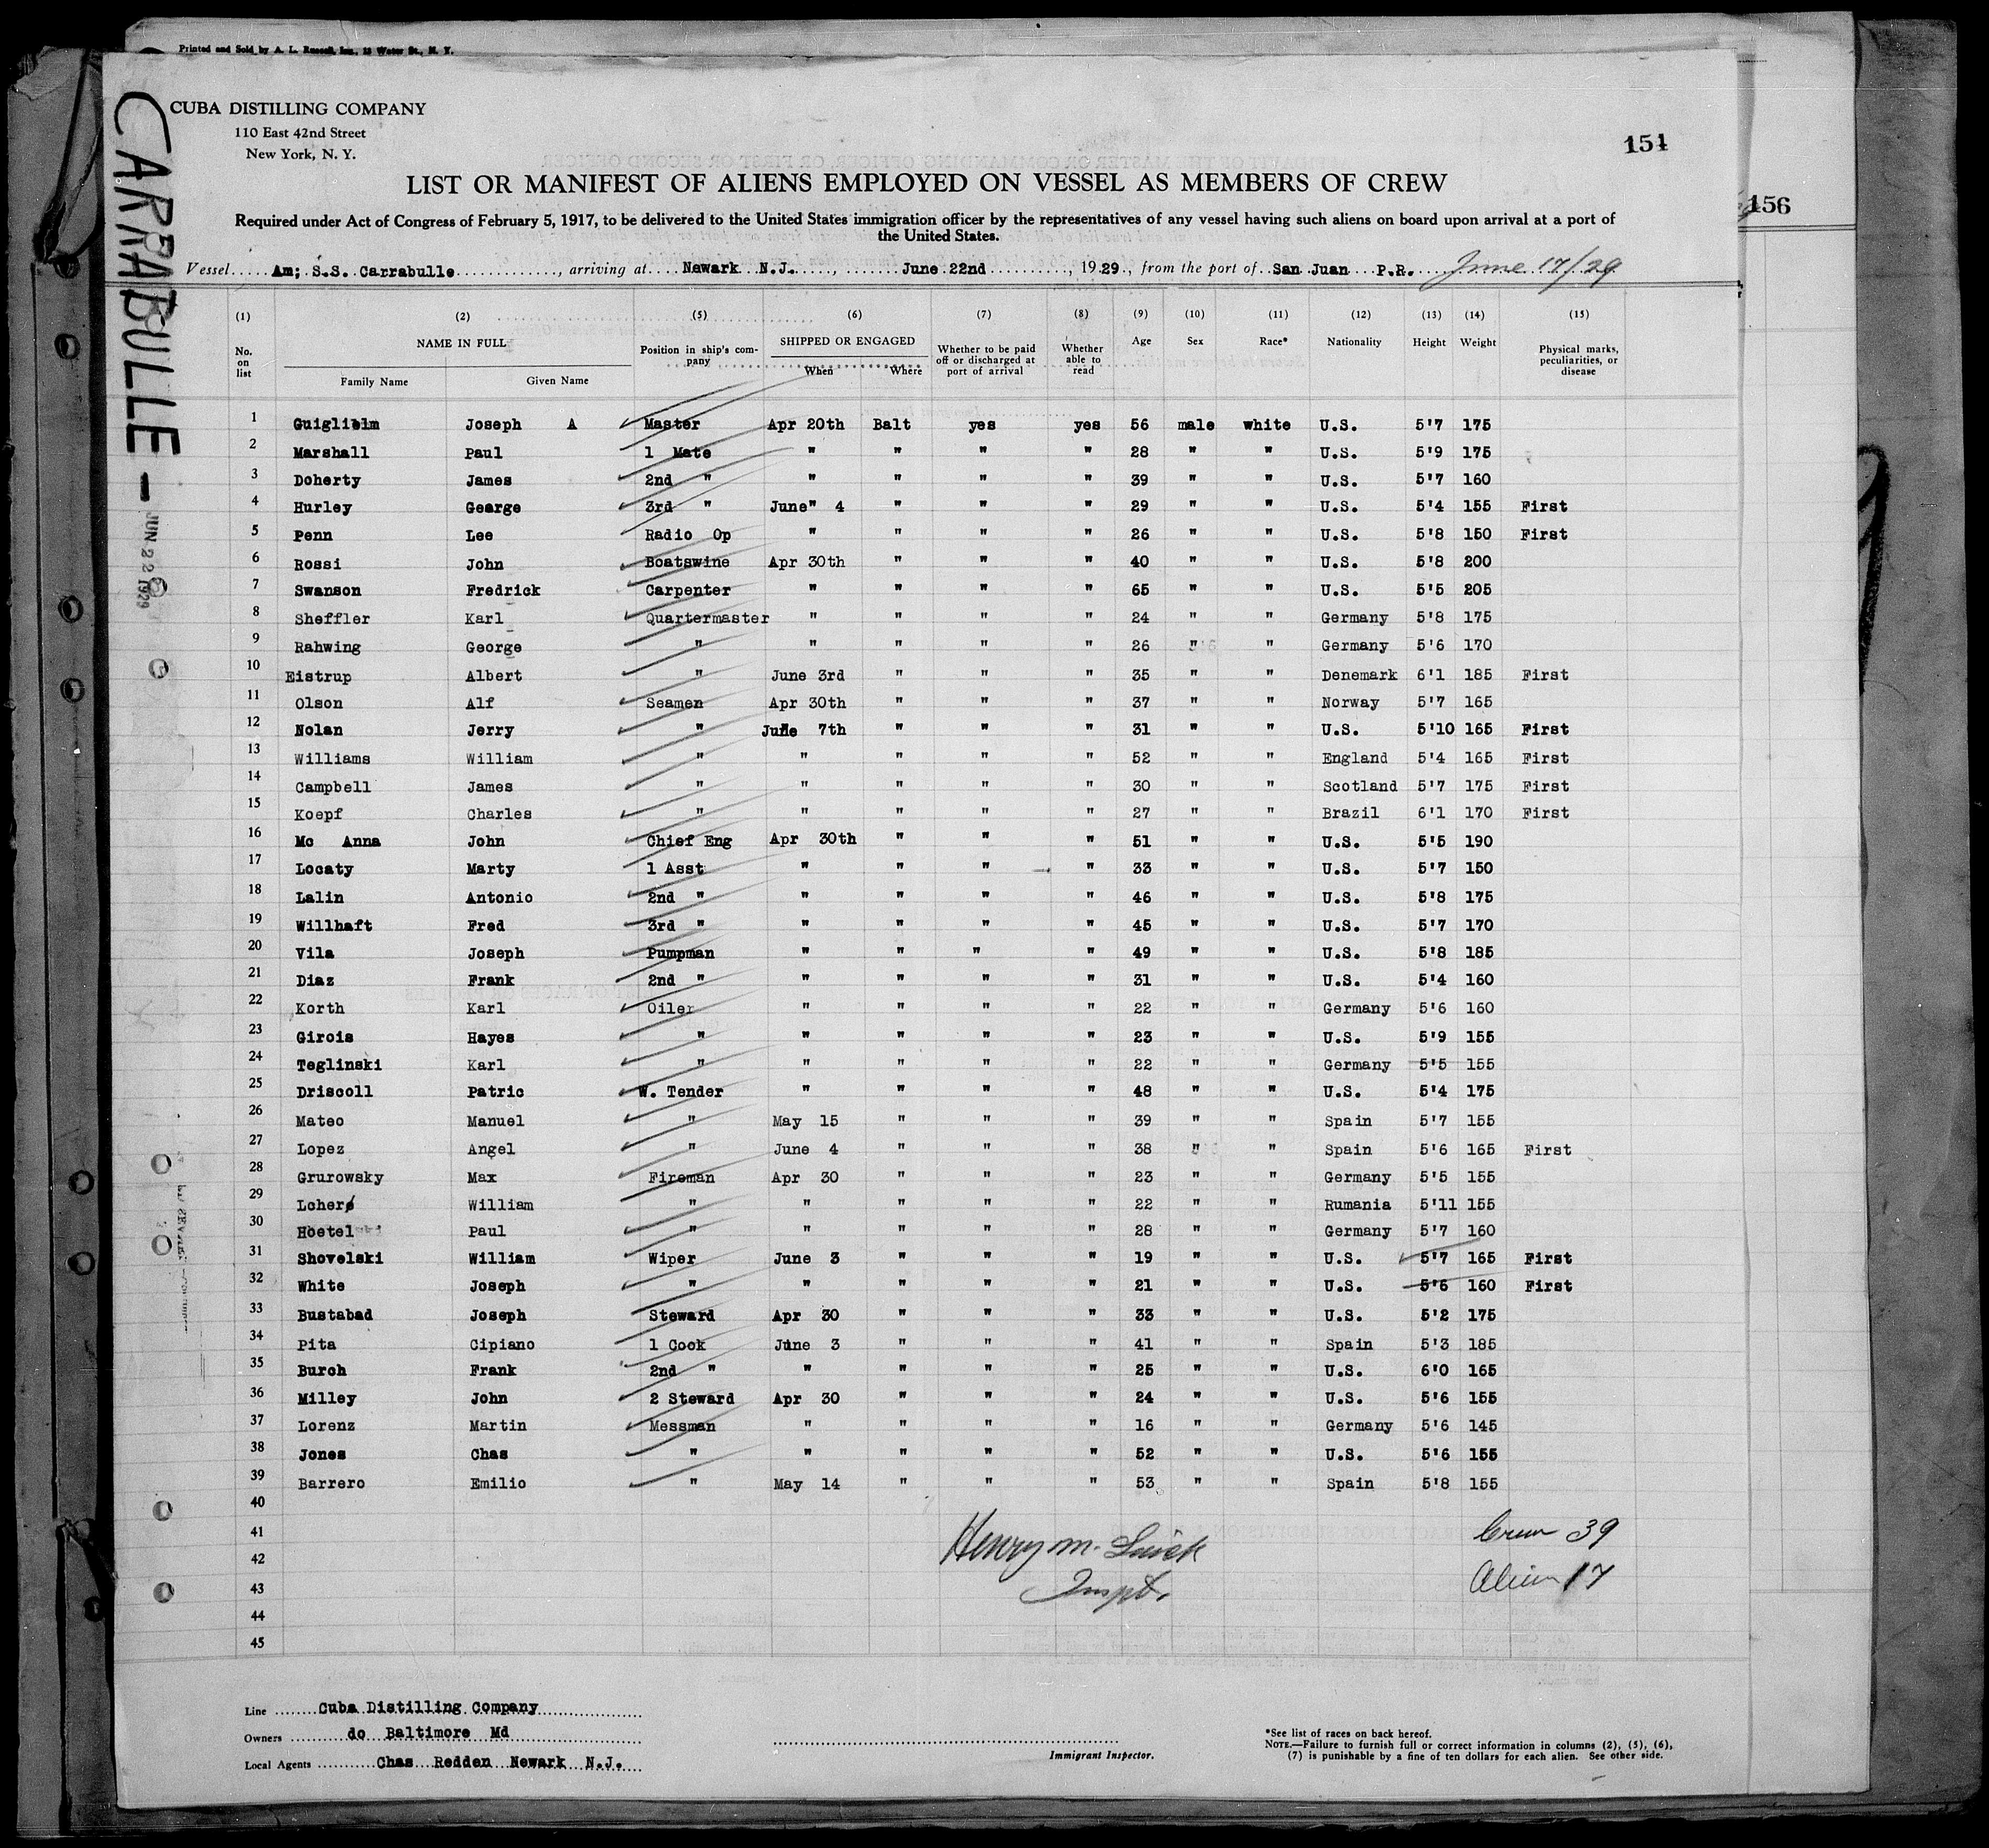 Printed and Sold by A. L. Russell, Inc., 15 Water St., N. Y.
CARRABULLE - JUN 22 1929
CUBA DISTILLING COMPANY
110 East 42nd Street
New York, N. Y.
154
156
LIST OR MANIFEST OF ALIENS EMPLOYED ON VESSEL AS MEMBERS OF CREW
Required under Act of Congress of February 5, 1917, to be delivered to the United States immigration officer by the representatives of any vessel having such aliens on board upon arrival at a port of
the United States.
Vessel Am; S.S. Carrabulle, arriving at Newark N.J., June 22nd, 1929, from the port of San Juan P.R. June 17/29
(1) (2) (5) (6) (7) (8) (9) (10) (11) (12) (13) (14) (15)
No. on list NAME IN FULL Family Name Given Name Position in ship's company SHIPPED OR ENGAGED When Where Whether to be paid off or discharged at port of arrival Whether able to read Age Sex Race* Nationality Height Weight Physical marks, peculiarities, or disease
1 Guiglielm Joseph A Master Apr 20th Balt yes yes 56 male white U.S. 5'7 175
2 Marshall Paul 1 Mate " " " " 28 " " U.S. 5'9 175
3 Doherty James 2nd " " " " " 39 " " U.S. 5'7 160
4 Hurley Gearge 3rd " June" 4 " " " 29 " " U.S. 5'4 155 First
5 Penn Lee Radio Op " " " " 26 " " U.S. 5'8 150 First
6 Rossi John Boatswine Apr 30th " " " 40 " " U.S. 5'8 200
7 Swanson Fredrick Carpenter " " " " 65 " " U.S. 5'5 205
8 Sheffler Karl Quartermaster " " " " 24 " " Germany 5'8 175
9 Rahwing George " " " " " 26 " " Germany 5'6 170
10 Eistrup Albert " June 3rd " " " 35 " " Denemark 6'1 185 First
11 Olson Alf Seamen Apr 30th " " " 37 " " Norway 5'7 165
12 Nolan Jerry " June 7th " " " 31 " " U.S. 5'10 165 First
13 Williams William " " " " " 52 " " England 5'4 165 First
14 Campbell James " " " " " 30 " " Scotland 5'7 175 First
15 Koepf Charles " " " " " 27 " " Brazil 6'1 170 First
16 Mc Anna John Chief Eng Apr 30th " " " 51 " " U.S. 5'5 190
17 Locaty Marty 1 Asst " " " " 33 " " U.S. 5'7 150
18 Lalin Antonio 2nd " " " " " 46 " " U.S. 5'8 175
19 Willhaft Fred 3rd " " " " " 45 " " U.S. 5'7 170
20 Vila Joseph Pumpman " " " " 49 " " U.S. 5'8 185
21 Diaz Frank 2nd " " " " " 31 " " U.S. 5'4 160
22 Korth Karl Oiler " " " " 22 " " Germany 5'6 160
23 Girois Hayes " " " " " 23 " " U.S. 5'9 155
24 Teglinski Karl " " " " " 22 " " Germany 5'5 155
25 Driscoll Patric W. Tender " " " " 48 " " U.S. 5'4 175
26 Mateo Manuel " May 15 " " " 39 " " Spain 5'7 155
27 Lopez Angel " June 4 " " " 38 " " Spain 5'6 165 First
28 Grurowsky Max Fireman Apr 30 " " " 23 " " Germany 5'5 155
29 Lcher William " " " " " 22 " " Rumania 5'11 155
30 Hoetel Paul " " " " " 28 " " Germany 5'7 160
31 Shovelski William Wiper June 3 " " " 19 " " U.S. 5'7 165 First
32 White Joseph " " " " " 21 " " U.S. 5'6 160 First
33 Bustabad Joseph Steward Apr 30 " " " 33 " " U.S. 5'2 175
34 Pita Cipiano 1 Cook June 3 " " " 41 " " Spain 5'3 185
35 Burch Frank 2nd " " " " " 25 " " U.S. 6'0 165
36 Milley John 2 Steward Apr 30 " " " 24 " " U.S. 5'6 155
37 Lorenz Martin Messman " " " " 16 " " Germany 5'6 145
38 Jones Chas " " " " " 52 " " U.S. 5'6 155
39 Barrero Emilio " May 14 " " " 53 " " Spain 5'8 155
40
41
42
43
44
45
Henry M.
Inspt.
Crew 39
Alien 17
Line Cuba Distilling Company
Owners do Baltimore Md
Local Agents Chas Redden Newark N.J.
Immigrant Inspector.
*See list of races on back hereof.
NOTE.—Failure to furnish full or correct information in columns (2), (5), (6),
(7) is punishable by a fine of ten dollars for each alien. See other side.